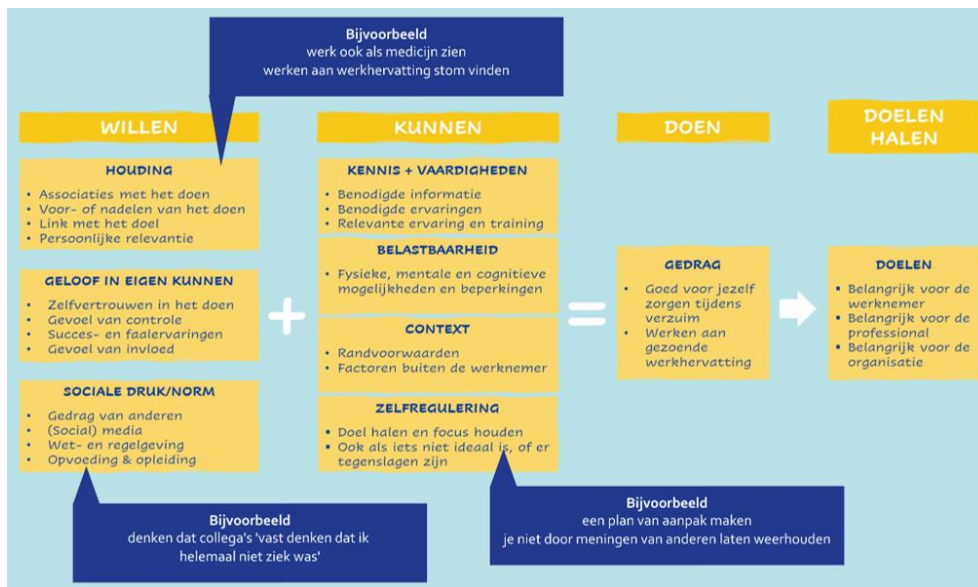 Bijvoorbeeld
werk ook als medicijn zien
werken aan werkhervatting stom vinden
WILLEN
HOUDING
• Associaties met het doen
• Voor- of nadelen van het doen
• Link met het doel
• Persoonlijke relevantie
GELOOF IN EIGEN KUNNEN
• Zelfvertrouwen in het doen
• Gevoel van controle
• Succes- en faalervaringen
• Gevoel van invloed
SOCIALE DRUK/NORM
• Gedrag van anderen
• (Social) media
• Wet- en regelgeving
• Opvoeding & opleiding
Bijvoorbeeld
denken dat collega's 'vast denken dat ik
helemaal niet ziek was'
+
KUNNEN
KENNIS + VAARDIGHEDEN
• Benodigde informatie
• Benodigde ervaringen
• Relevante ervaring en training
BELASTBAARHEID
• Fysieke, mentale en cognitieve
mogelijkheden en beperkingen
CONTEXT
• Randvoorwaarden
• Factoren buiten de werknemer
ZELFREGULERING
▪ Doel halen en focus houden
▪ Ook als iets niet ideaal is, of er
tegenslagen zijn
Bijvoorbeeld
een plan van aanpak maken
je niet door meningen van anderen laten weerhouden
=
DOEN
GEDRAG
• Goed voor jezelf
zorgen tijdens
verzuim
• Werken aan
gezoende
werkhervatting
DOELEN
HALEN
DOELEN
▪ Belangrijk voor de
werknemer
▪ Belangrijk voor de
professional
▪ Belangrijk voor de
organisatie